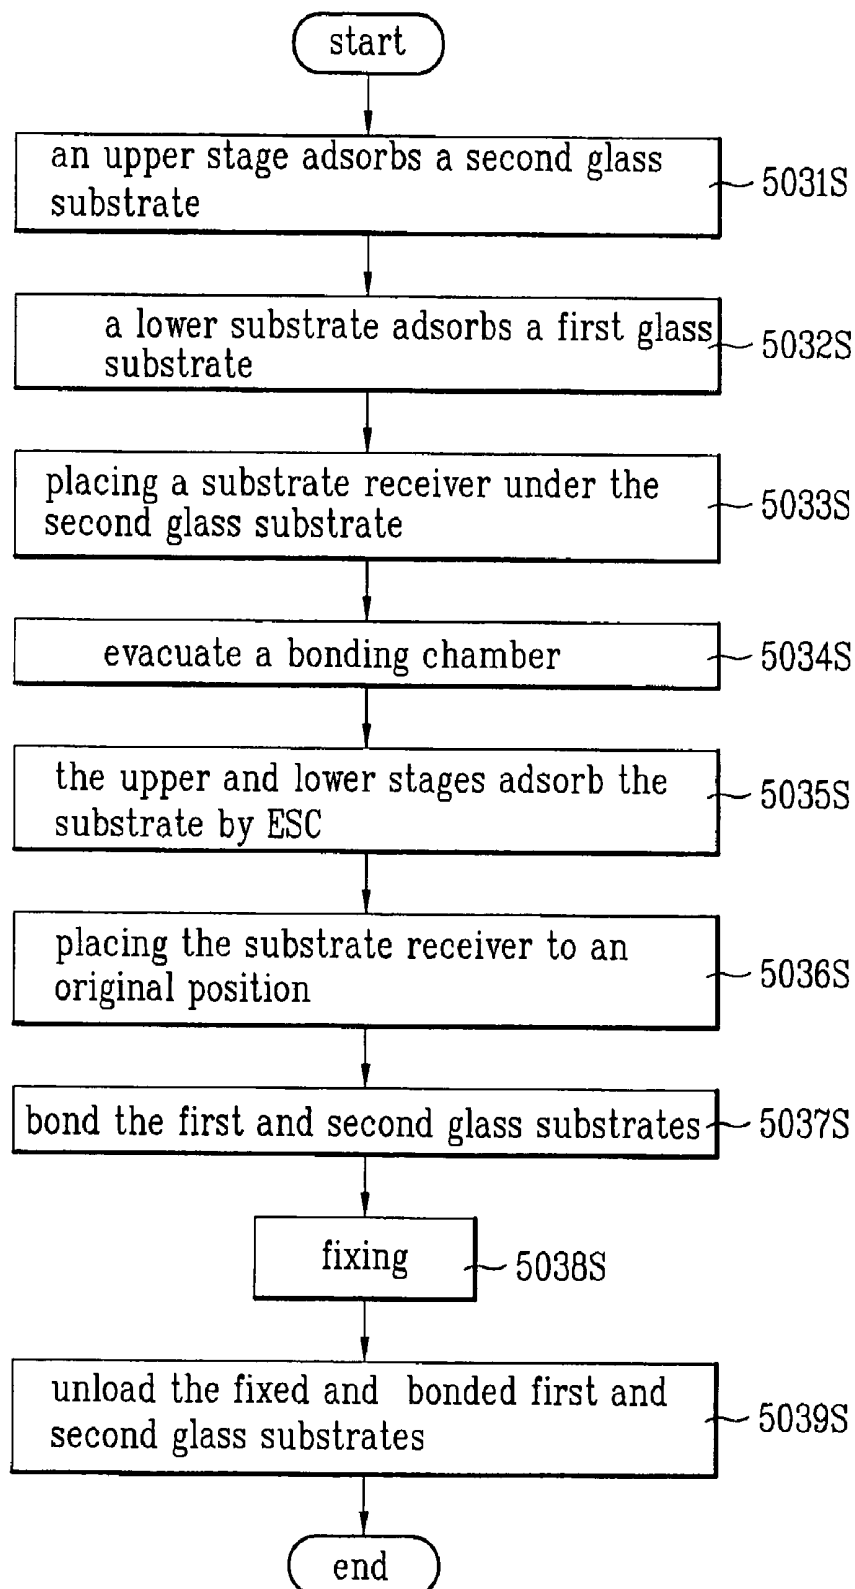 start
an upper stage adsorbs a second glass
substrate
5031S
a lower substrate adsorbs a first glass
substrate
5032S
placing a substrate receiver under the
second glass substrate
5033S
evacuate a bonding chamber
5034S
the upper and lower stages adsorb the
substrate by ESC
5035S
placing the substrate receiver to an
original position
5036S
bond the first and second glass substrates
5037S
fixing
5038S
unload the fixed and bonded first and
second glass substrates
5039S
end